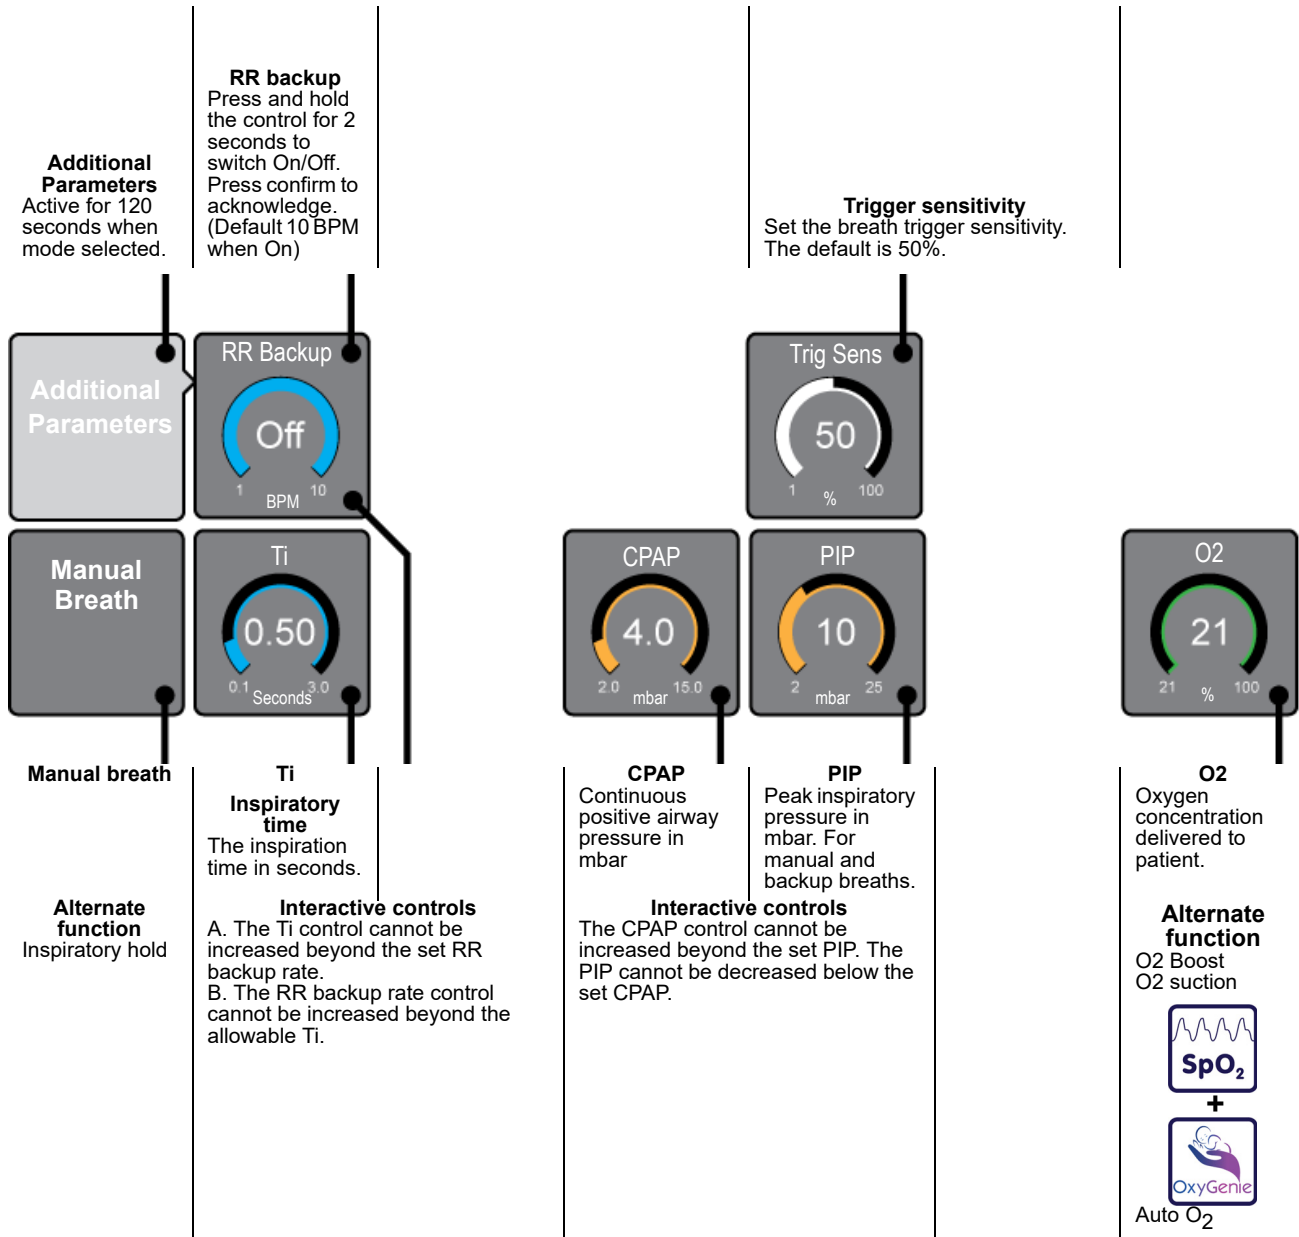 RR backup
Press and hold
the control for 2
seconds to
switch On/Off.
Press confirm to
acknowledge.
(Default 10 BPM
when On)
Additional
Parameters
Active for 120
seconds when
mode selected.
Trigger sensitivity
Set the breath trigger sensitivity.
The default is 50%.
Additional
Parameters
RR Backup
Off
1
10
BPM
Trig Sens
50
1
100
%
Manual
Breath
Ti
0.50
0.1
3.0
Seconds
CPAP
4.0
2.0
15.0
mbar
PIP
10
2
25
mbar
O2
21
21
100
%
Manual breath
Alternate
function
Inspiratory hold
Ti
Inspiratory
time
The inspiration
time in seconds.
Interactive controls
A. The Ti control cannot be
increased beyond the set RR
backup rate.
B. The RR backup rate control
cannot be increased beyond the
allowable Ti.
CPAP
Continuous
positive airway
pressure in
mbar
PIP
Peak inspiratory
pressure in
mbar. For
manual and
backup breaths.
Interactive controls
The CPAP control cannot be
increased beyond the set PIP. The
PIP cannot be decreased below the
set CPAP.
O2
Oxygen
concentration
delivered to
patient.
Alternate
function
O2 Boost
O2 suction
SpO2
+
OxyGenie
Auto O2